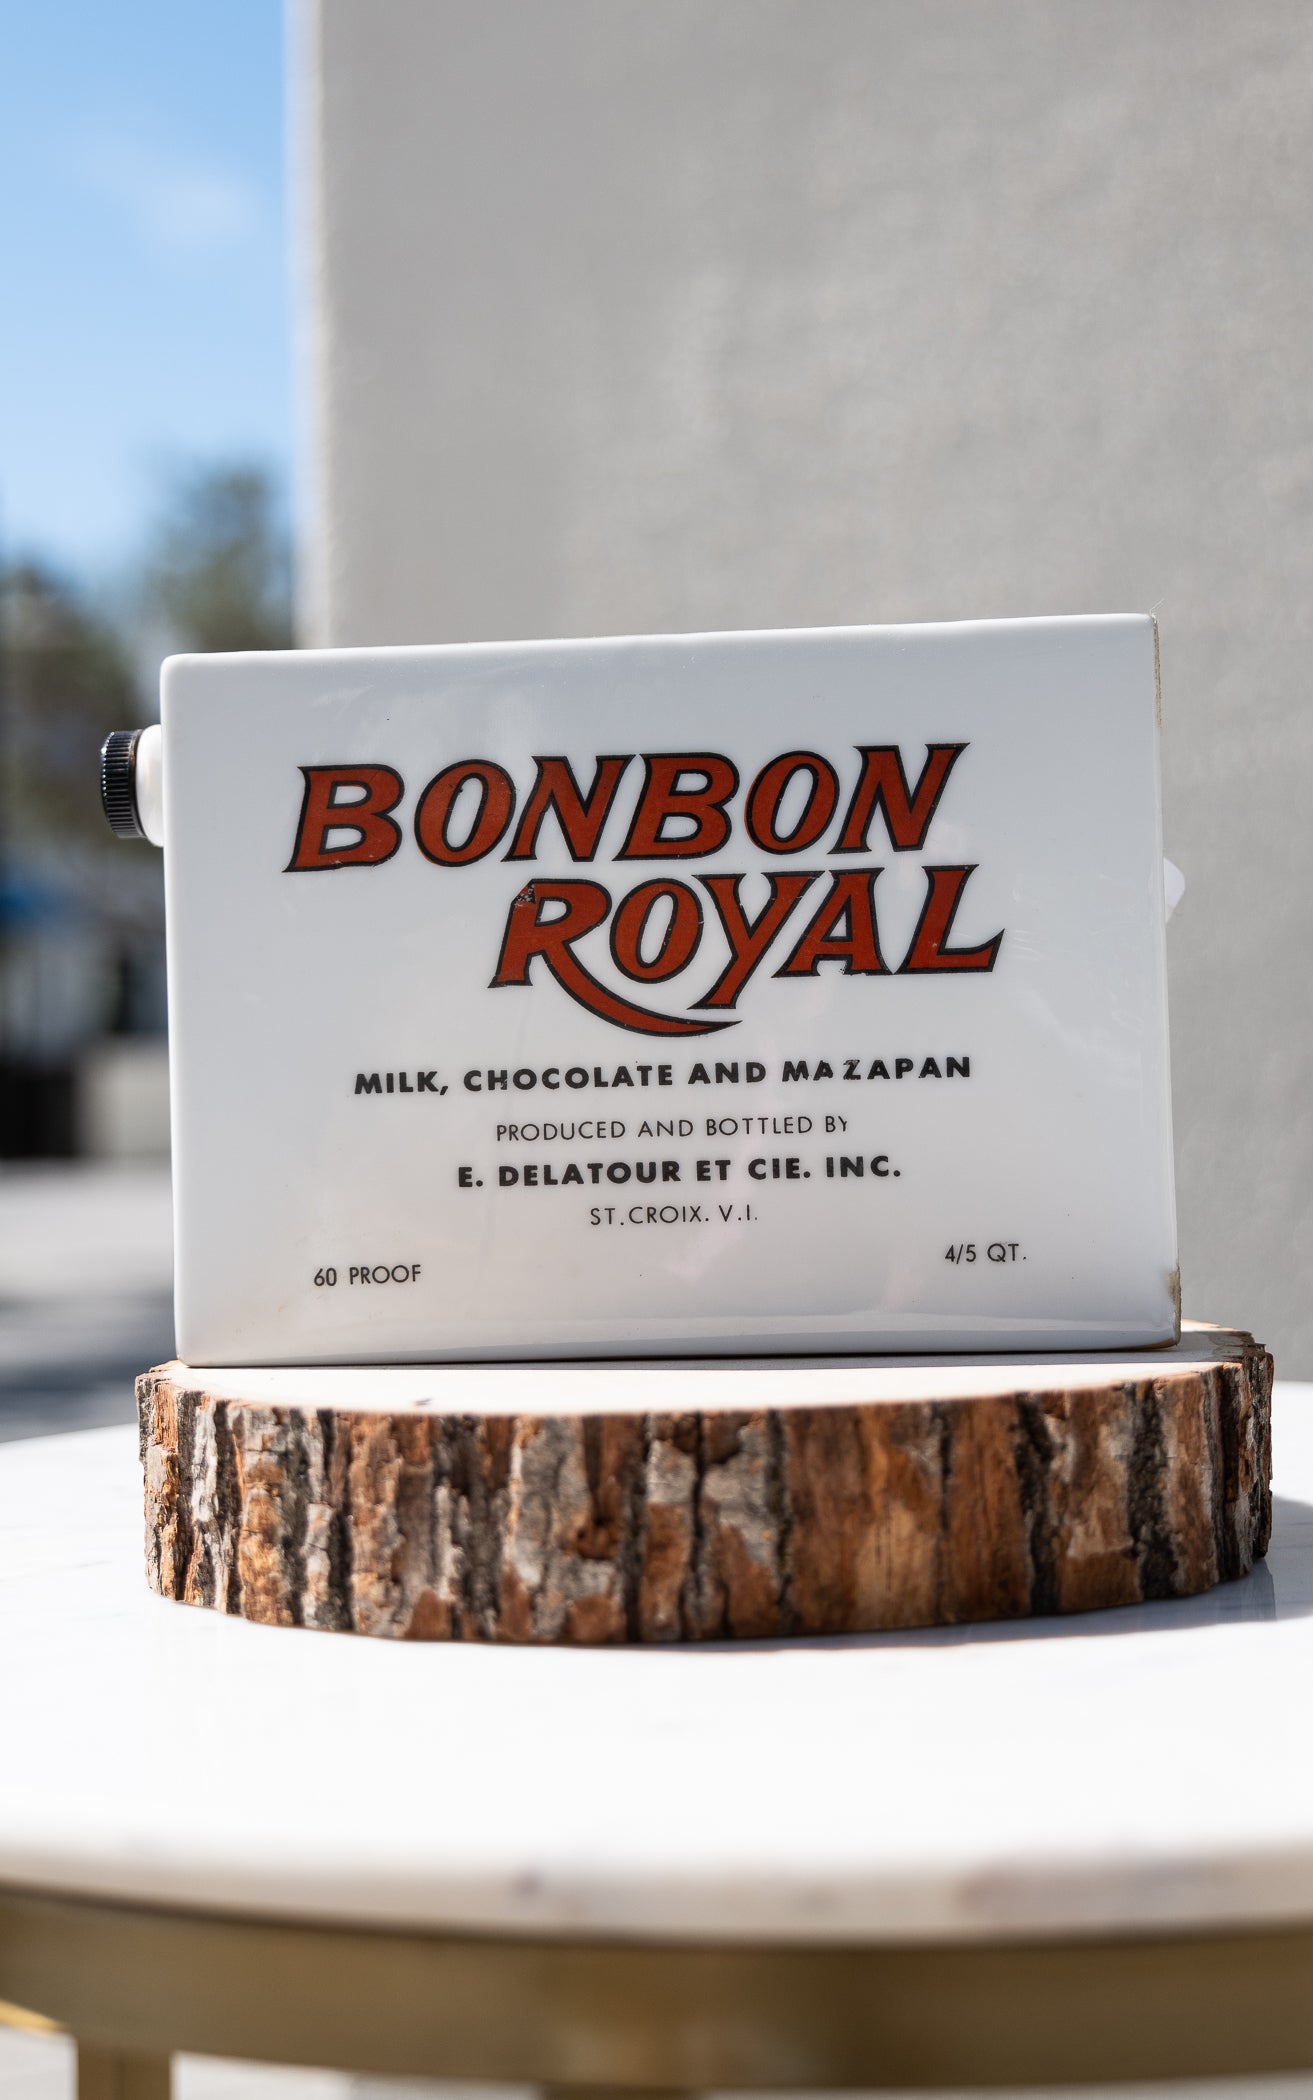 BONBON
ROYAL
MILK, CHOCOLATE AND MAZAPAN
PRODUCED AND BOTTLED BY
E. DELATOUR ET CIE. INC.
ST.CROIX. V.I.
60 PROOF
4/5 QT.